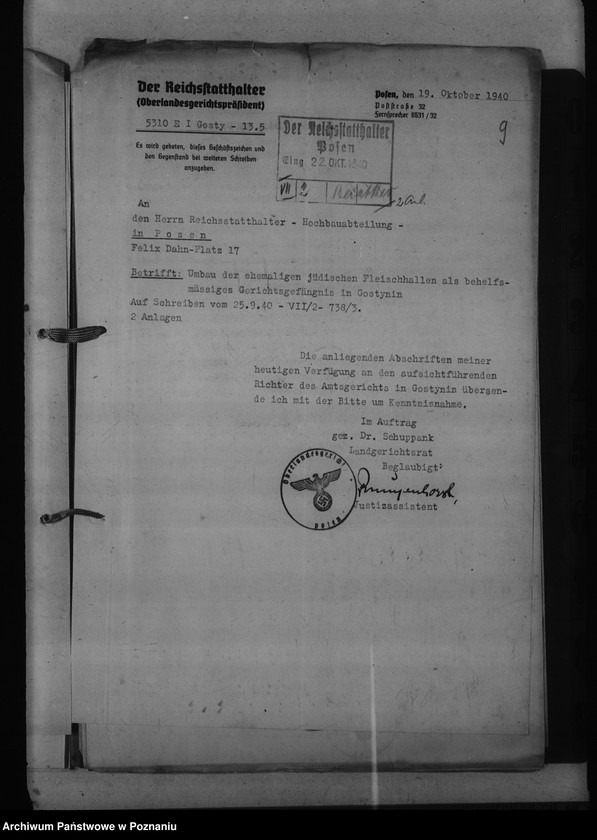 Der Reichsstatthalter
(Oberlandesgerichtspräsident)
5310 E I Gosty - 13.5
Es wird gebeten, dieses Geschäftszeichen und
den Gegenstand bei weiteren Schreiben
anzugeben.
Posen, den 19. Oktober 1940
Poststraße 32
Fernsprecher 8531/32
9
Der Reichsstatthalter
Posen
Eing 22. OKT. 1940
VII 2
2 Anl.
An
den Herrn Reichsstatthalter - Hochbauabteilung -
in Posen
Felix Dahn-Platz 17
Betrifft: Umbau der ehemaligen jüdischen Fleischhallen als behelfs-
mässiges Gerichtsgefängnis in Gostynin
Auf Schreiben vom 25.9.40 - VII/2- 738/3.
2 Anlagen
Die anliegenden Abschriften meiner
heutigen Verfügung an den aufsichtführenden
Richter des Amtsgerichts in Gostynin übersen-
de ich mit der Bitte um Kenntnisnahme.
Im Auftrag
gez. Dr. Schuppank
Landgerichtsrat
Beglaubigt:
Justizassistent
Posen
Archiwum Państwowe w Poznaniu